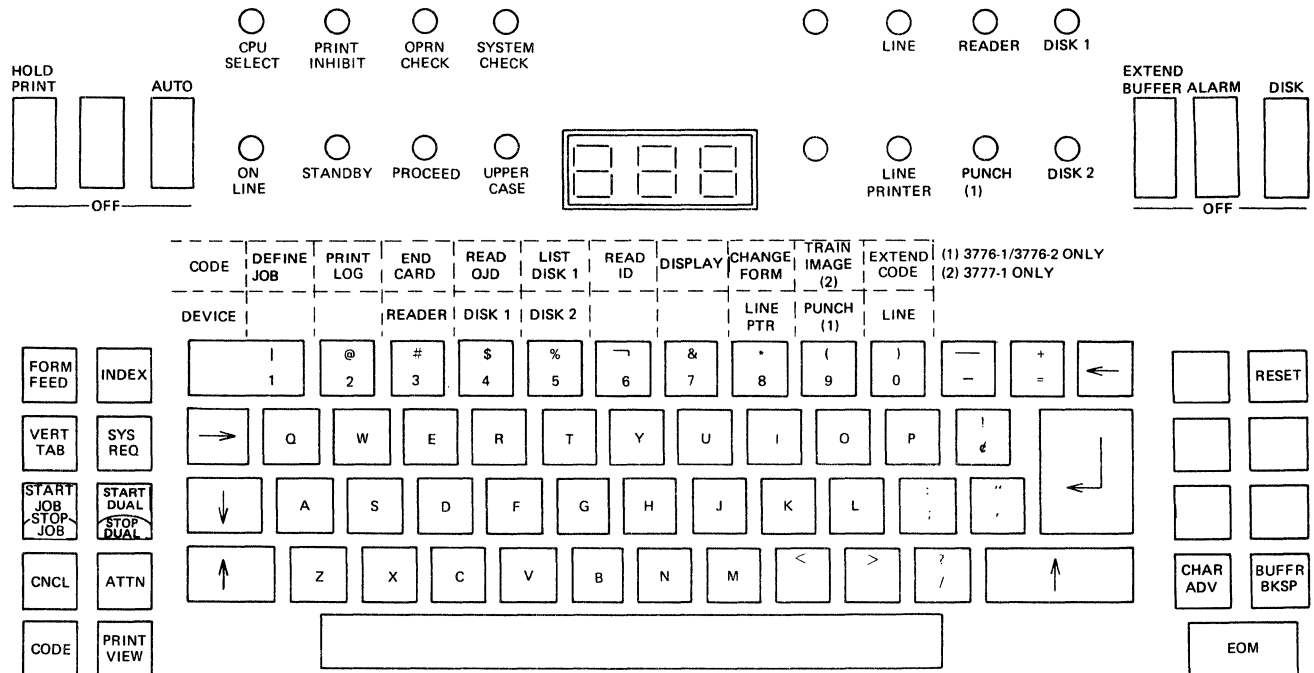 CPU SELECT
PRINT INHIBIT
OPRN CHECK
SYSTEM CHECK
LINE
READER
DISK 1
HOLD PRINT
AUTO
EXTEND BUFFER
ALARM
DISK
ON LINE
STANDBY
PROCEED
UPPER CASE
LINE PRINTER
PUNCH (1)
DISK 2
OFF
OFF
CODE
DEFINE JOB
PRINT LOG
END CARD
READ OJD
LIST DISK 1
READ ID
DISPLAY
CHANGE FORM
TRAIN IMAGE (2)
EXTEND CODE
(1) 3776-1/3776-2 ONLY
(2) 3777-1 ONLY
DEVICE
READER
DISK 1
DISK 2
LINE PTR
PUNCH (1)
LINE
FORM FEED
INDEX
| 1
@ 2
# 3
$ 4
% 5
¬ 6
& 7
* 8
( 9
) 0
— –
+ =
←
RESET
VERT TAB
SYS REQ
→
Q
W
E
R
T
Y
U
I
O
P
! ¢
START JOB
STOP JOB
START DUAL
STOP DUAL
↓
A
S
D
F
G
H
J
K
L
: ;
" '
CNCL
ATTN
↑
Z
X
C
V
B
N
M
<
>
? /
↑
CHAR ADV
BUFFR BKSP
CODE
PRINT VIEW
EOM